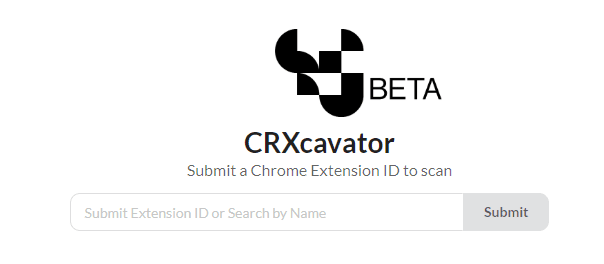 BETA
CRXcavator
Submit a Chrome Extension ID to scan
Submit Extension ID or Search by Name
Submit